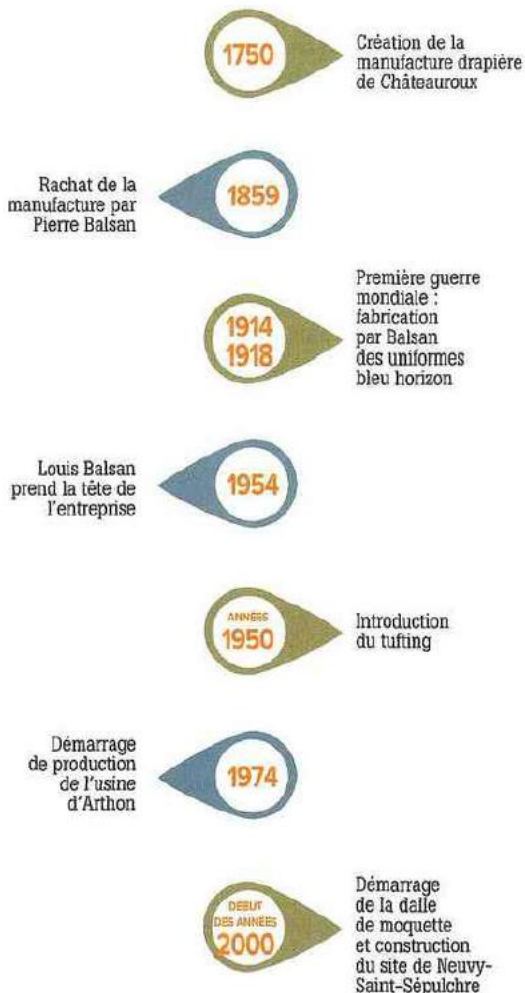 1750
Création de la
manufacture drapière
de Châteauroux
1859
Rachat de la
manufacture par
Pierre Balsan
1914
1918
Première guerre
mondiale :
fabrication
par Balsan
des uniformes
bleu horizon
1954
Louis Balsan
prend la tête de
l'entreprise
ANNÉES
1950
Introduction
du tufting
1974
Démarrage
de production
de l'usine
d'Arthon
DEBUT
DES ANNÉES
2000
Démarrage
de la dalle
de moquette
et construction
du site de Neuvy-
Saint-Sépulchre